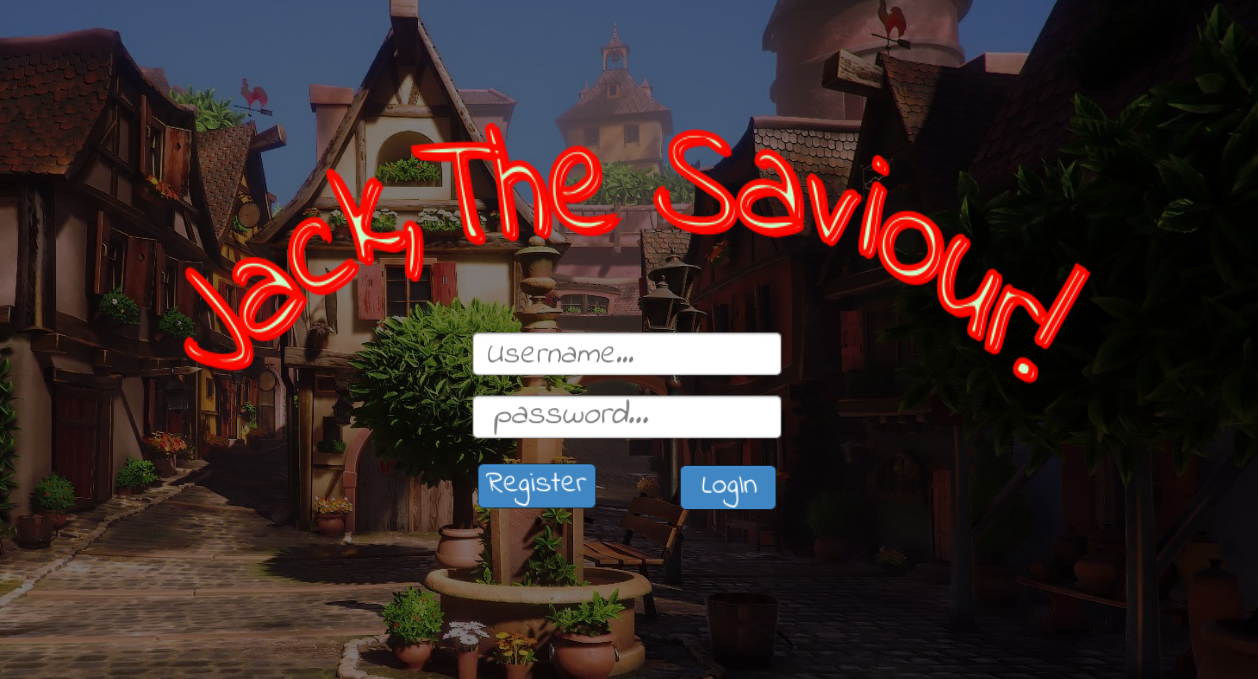 Jack, The Saviour!
Username...
password...
Register
LogIn